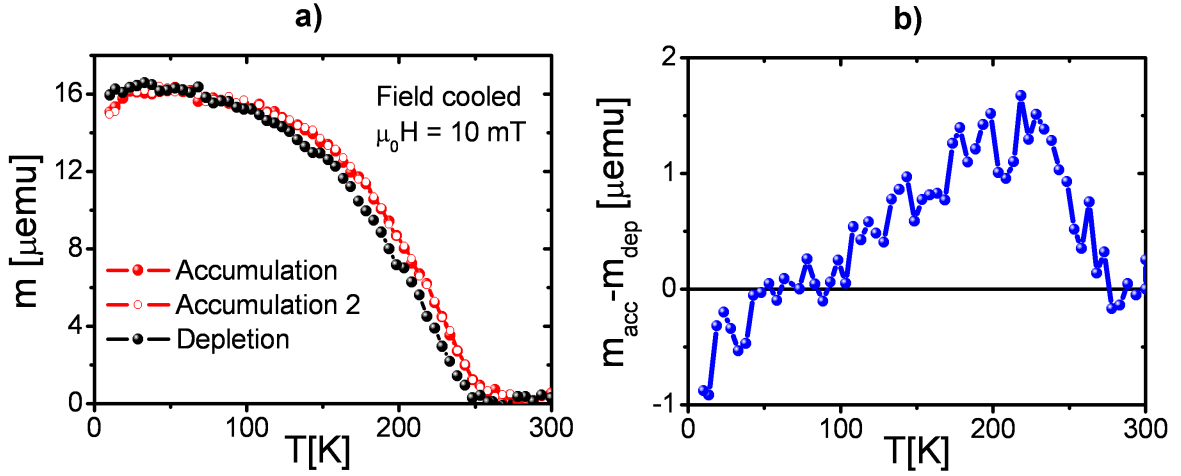 a)
16
12
8
4
0
m [μemu]
Field cooled
μ0H = 10 mT
Accumulation
Accumulation 2
Depletion
0
100
200
300
T[K]
b)
2
1
0
-1
macc-mdep [μemu]
0
100
200
300
T[K]